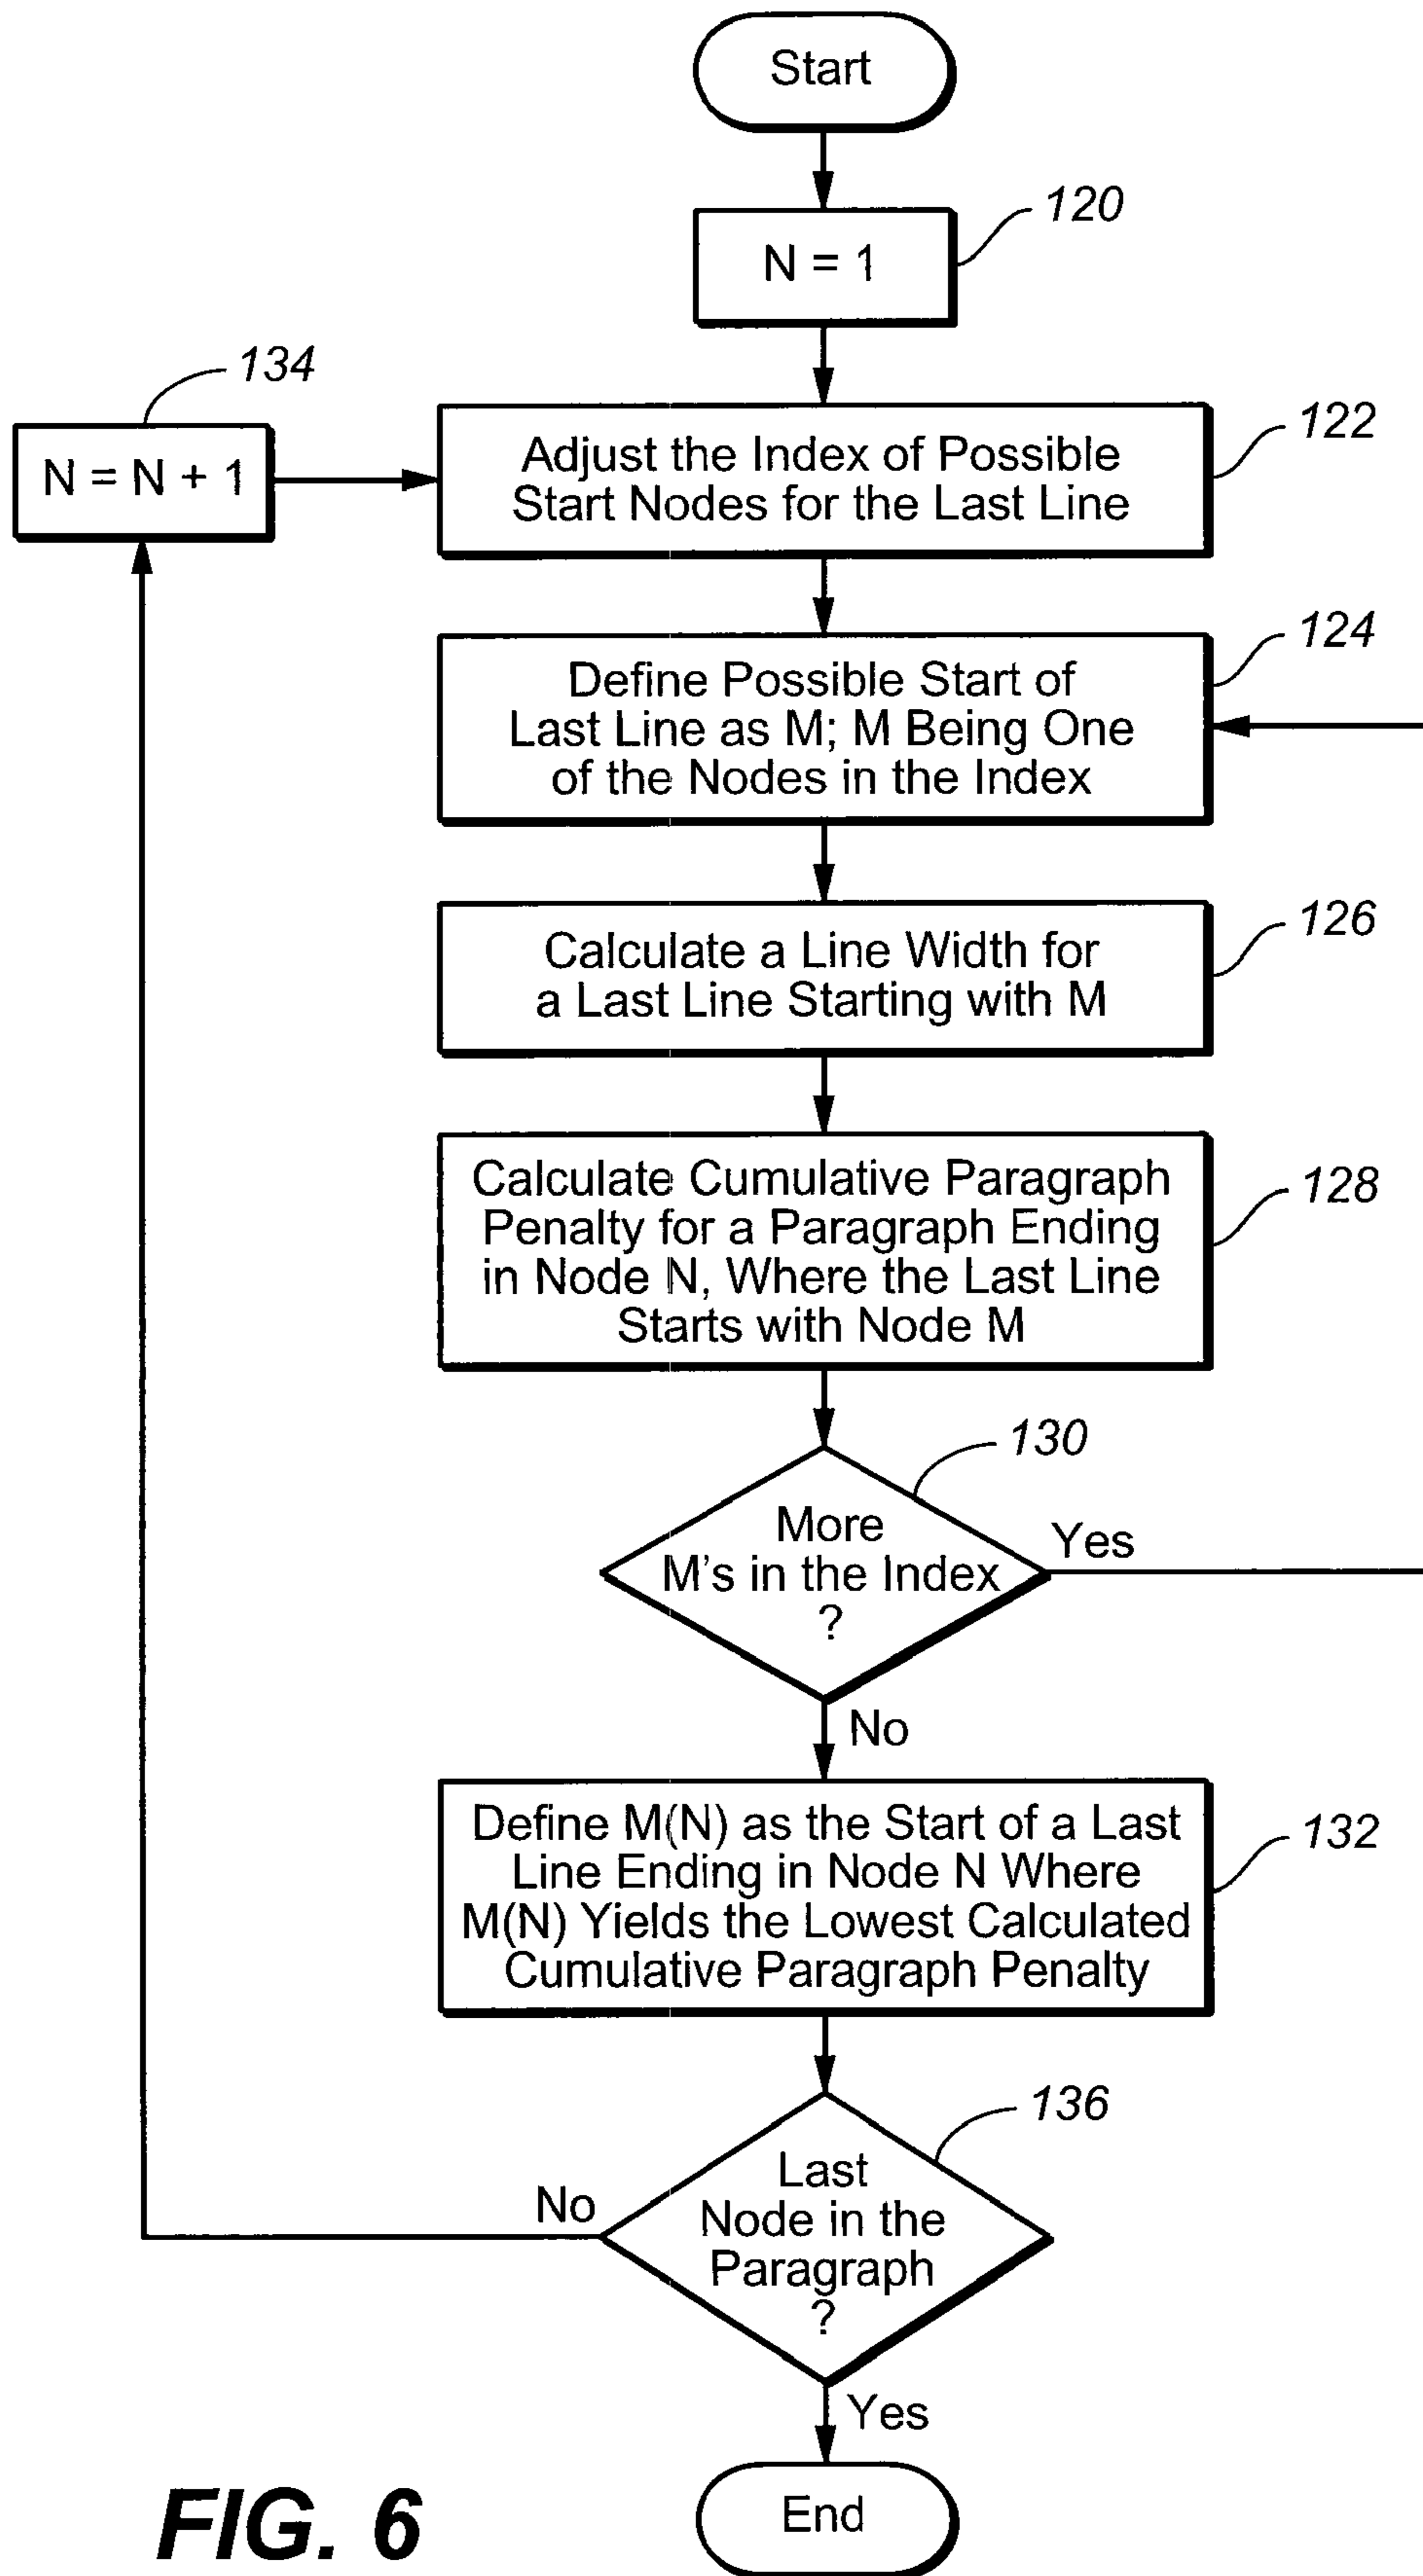 Start
120
N = 1
134
N = N + 1
122
Adjust the Index of Possible
Start Nodes for the Last Line
124
Define Possible Start of
Last Line as M; M Being One
of the Nodes in the Index
126
Calculate a Line Width for
a Last Line Starting with M
128
Calculate Cumulative Paragraph
Penalty for a Paragraph Ending
in Node N, Where the Last Line
Starts with Node M
130
More
M's in the Index
?
Yes
No
132
Define M(N) as the Start of a Last
Line Ending in Node N Where
M(N) Yields the Lowest Calculated
Cumulative Paragraph Penalty
136
Last
Node in the
Paragraph
?
No
Yes
End
FIG. 6